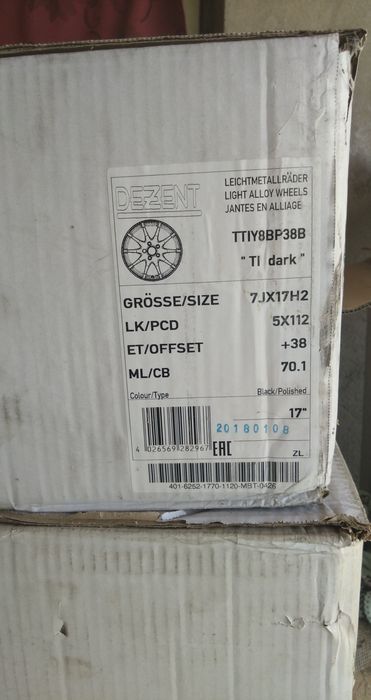 DEZENT
LEICHTMETALLRÄDER
LIGHT ALLOY WHEELS
JANTES EN ALLIAGE
TTIY8BP38B
" TI dark "
GRÖSSE/SIZE 7JX17H2
LK/PCD 5X112
ET/OFFSET +38
ML/CB 70.1
Colour/Type Black/Polished
17"
20180108
4 026569 282967 EAC ZL
401-6252-1770-1120-MBT-0426